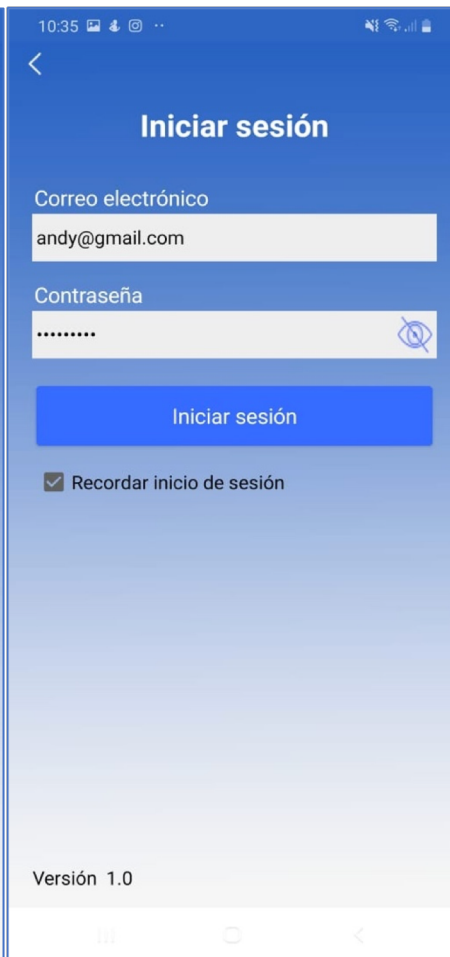 10:35
Iniciar sesión
Correo electrónico
andy@gmail.com
Contraseña
•••••••••
Iniciar sesión
Recordar inicio de sesión
Versión 1.0